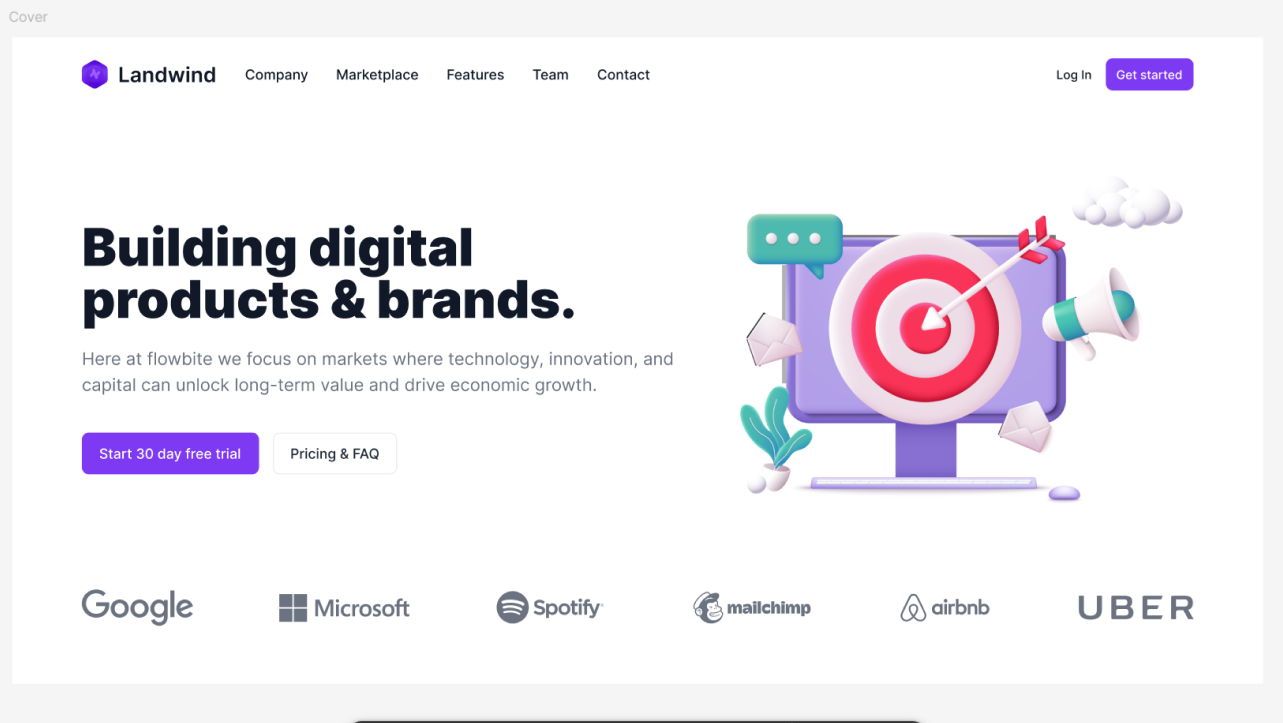 Cover
Landwind Company Marketplace Features Team Contact Log In Get started
Building digital
products & brands.
Here at flowbite we focus on markets where technology, innovation, and
capital can unlock long-term value and drive economic growth.
Start 30 day free trial Pricing & FAQ
Google Microsoft Spotify mailchimp airbnb UBER